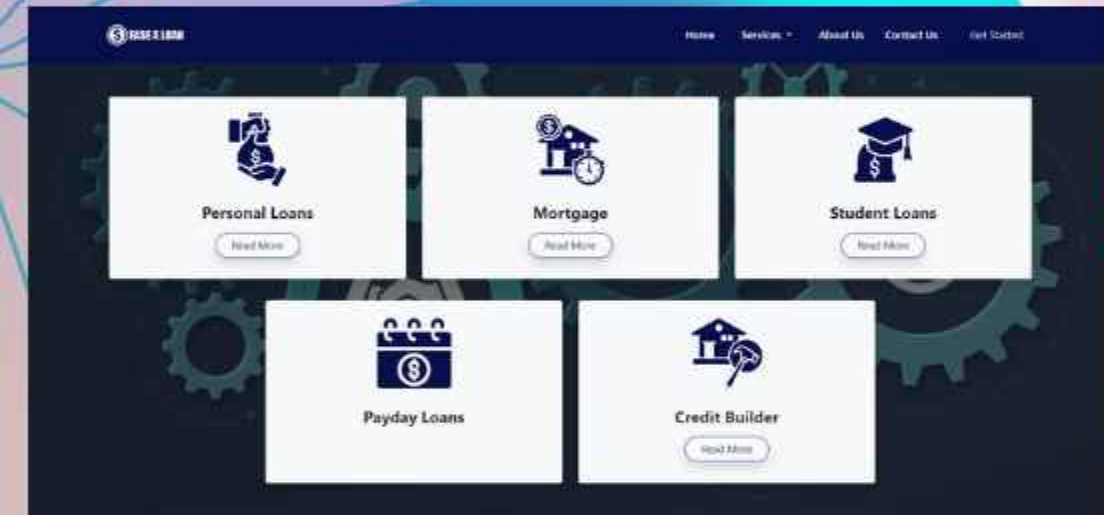 Home Services About Us Contact Us Get Started
Personal Loans
Read More
Mortgage
Read More
Student Loans
Read More
Payday Loans
Credit Builder
Read More